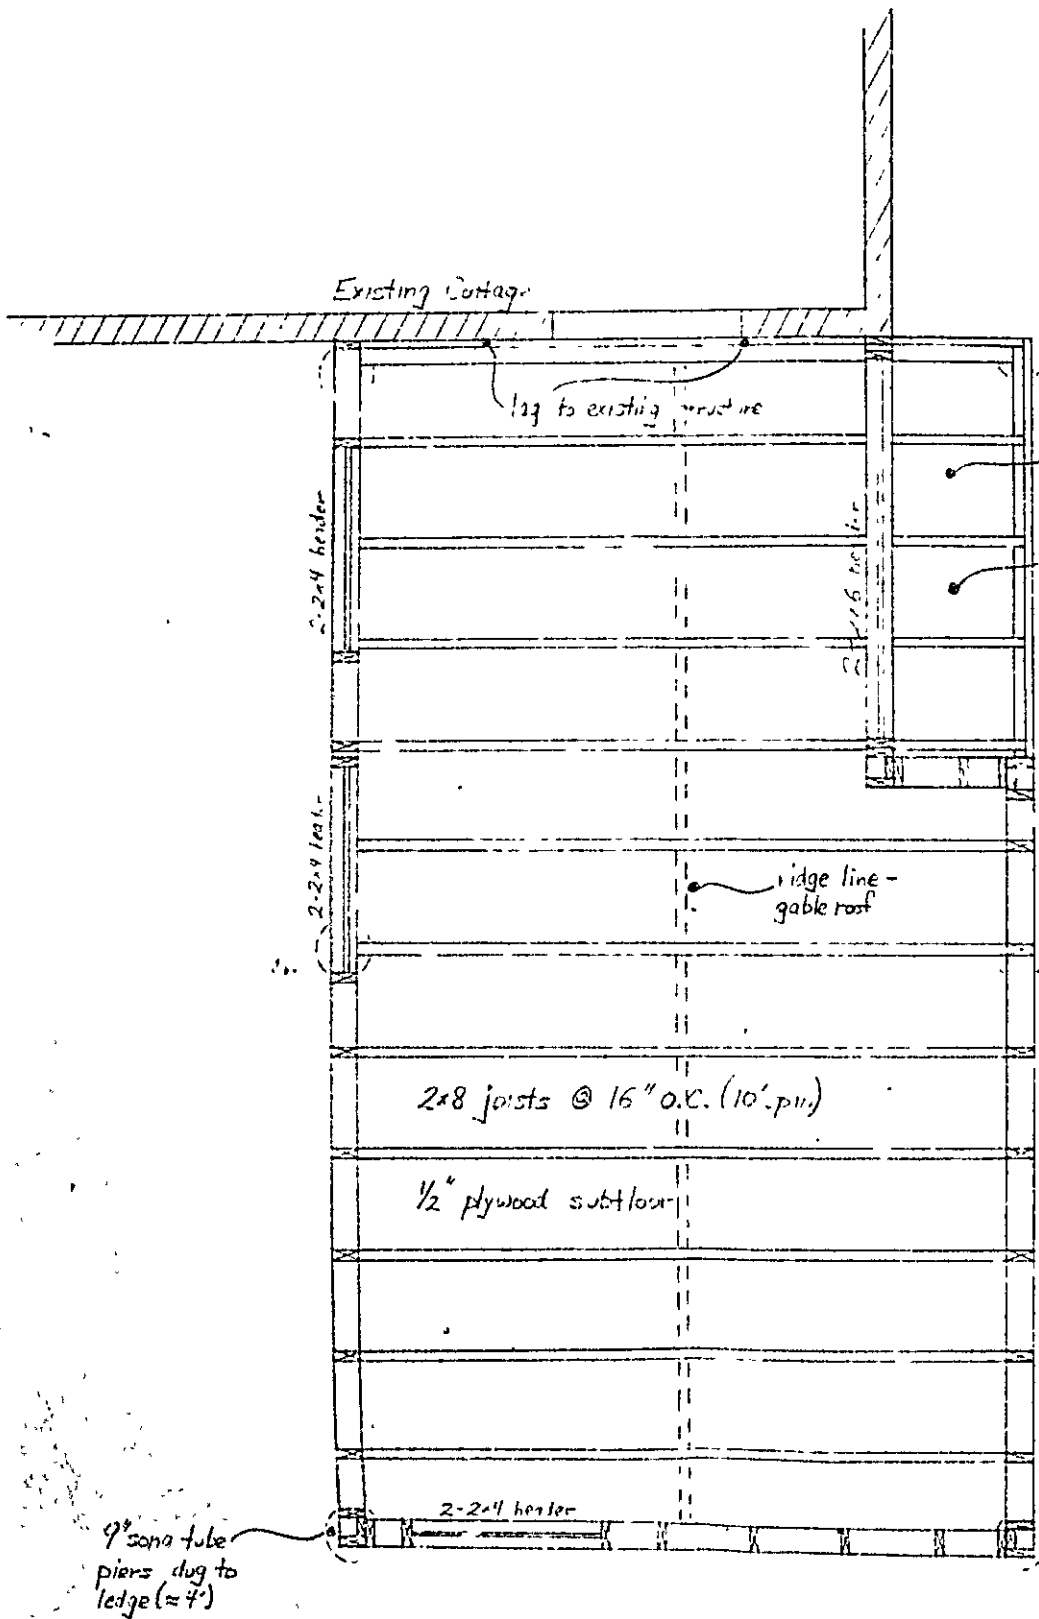 Existing Cottage
lag to existing structure
2-2x4 header
header
2-2x4
ridge line -
gable roof
2x8 joists @ 16" O.C. (10'
1/2" plywood subfloor
2-2x4 header
9" sona tube
piers dug to
ledge (≈ 4')